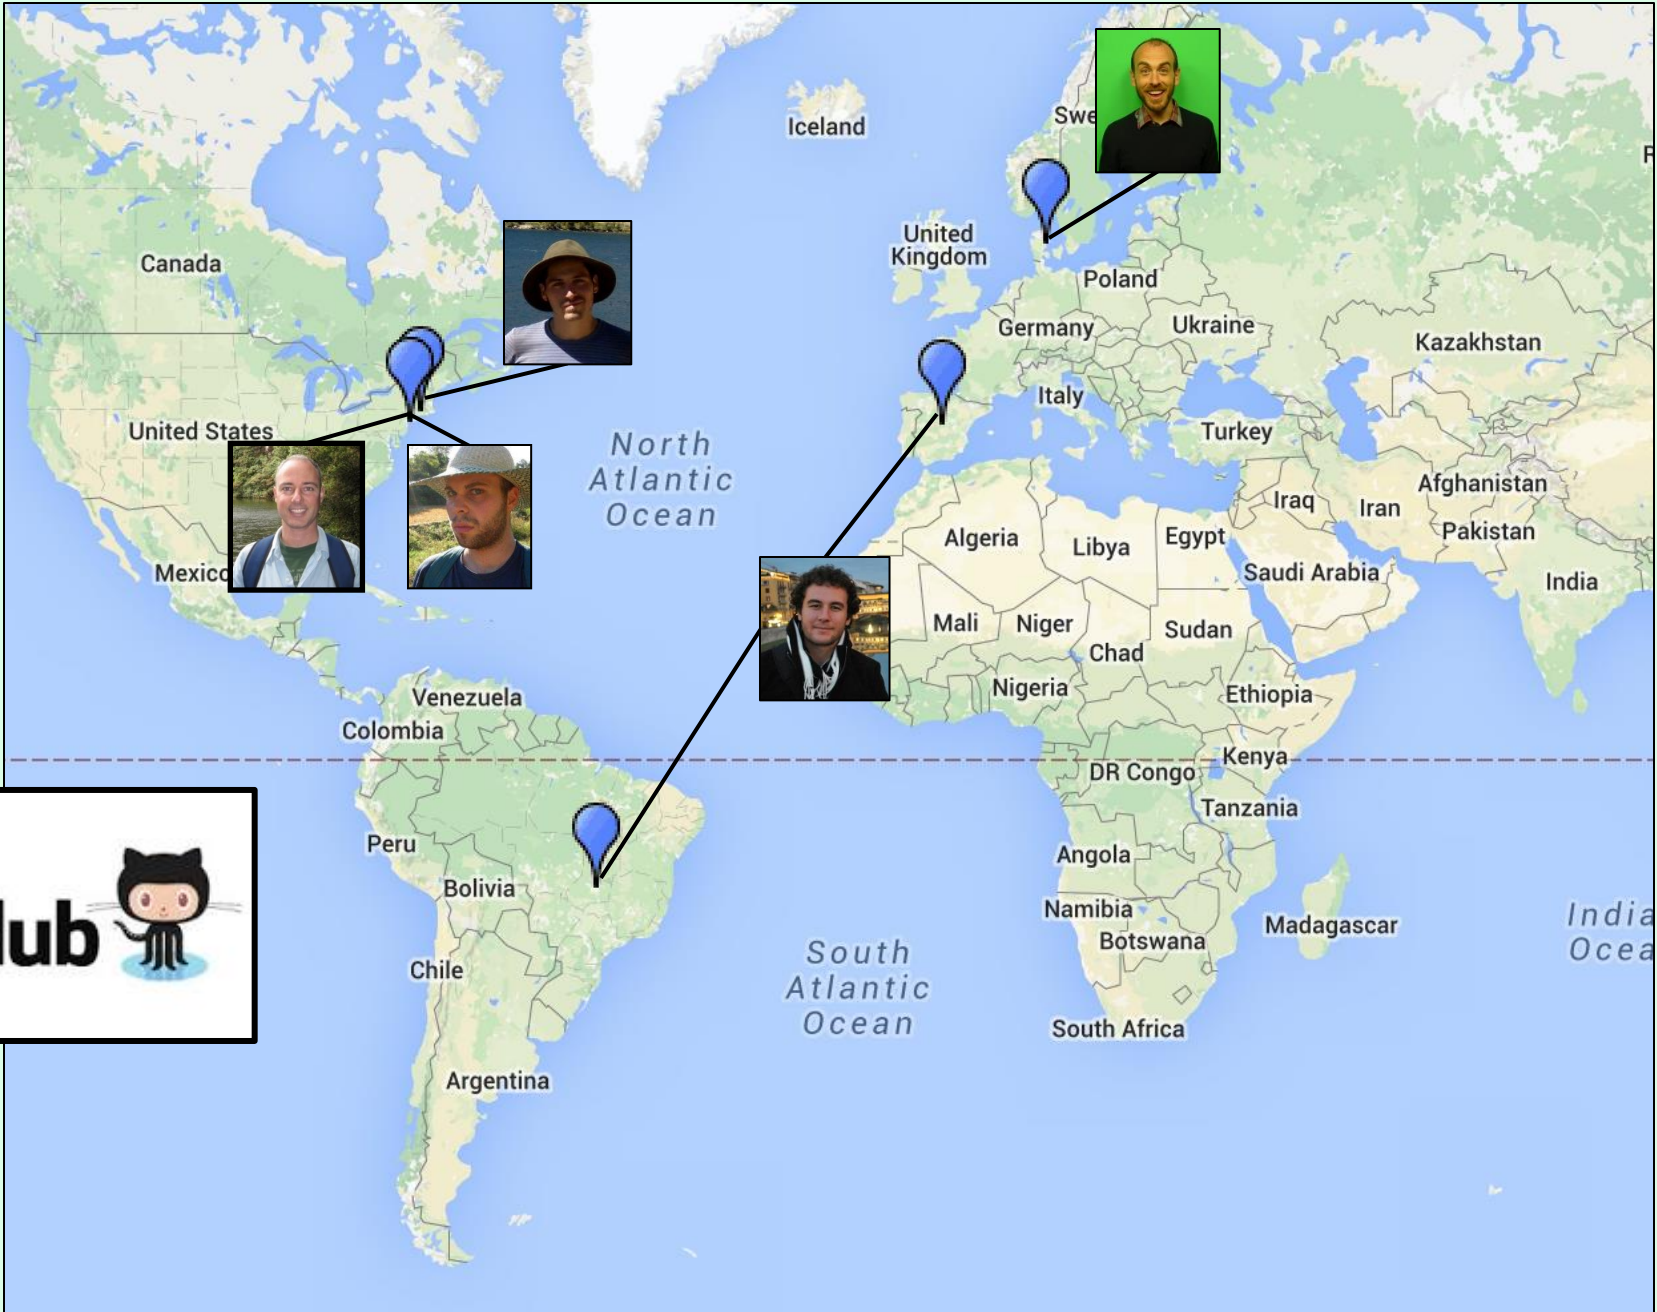 Iceland
Swe
United
Kingdom
Canada
Poland
Germany
Ukraine
Kazakhstan
Italy
United States
Turkey
North
Atlantic
Ocean
Afghanistan
Iraq
Iran
Pakistan
Algeria
Libya
Egypt
Mexico
Saudi Arabia
India
Mali
Niger
Sudan
Chad
Venezuela
Nigeria
Ethiopia
Colombia
Kenya
DR Congo
Tanzania
Peru
Angola
Bolivia
Namibia
Madagascar
India
Ocea
lub
Botswana
South
Atlantic
Ocean
Chile
South Africa
Argentina